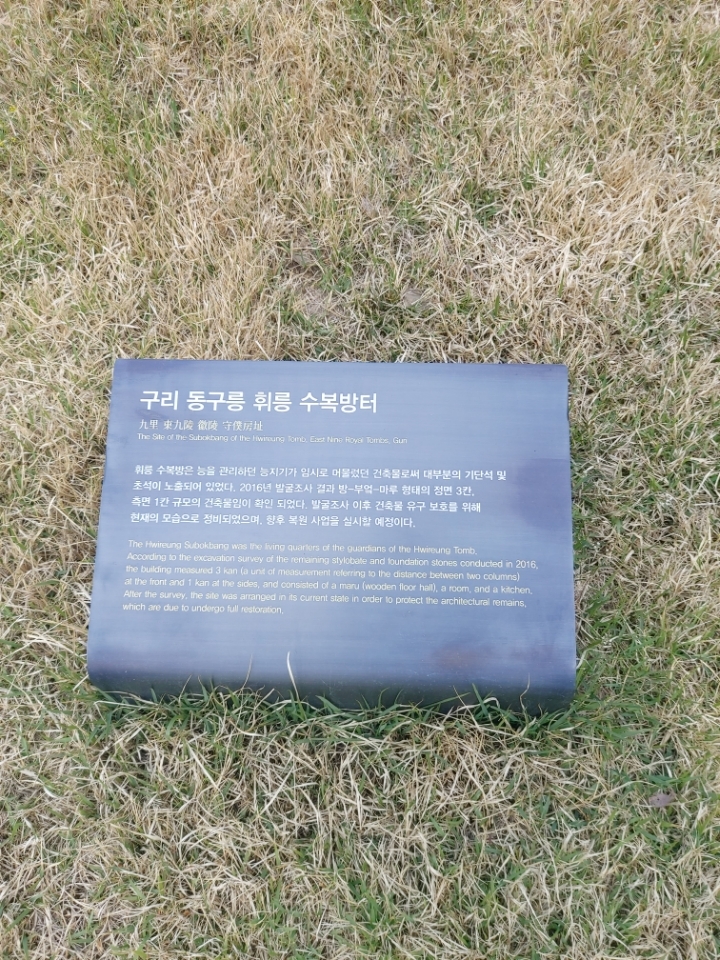 구리 동구릉 휘릉 수복방터
九里 東九陵 徽陵 守僕房址
The Site of the Subokbang of the Hwireung Tomb, East Nine Royal Tombs, Guri
휘릉 수복방은 능을 관리하던 능지기가 임시로 머물렀던 건축물로써 대부분의 기단석 및
초석이 노출되어 있었다. 2016년 발굴조사 결과 방-부엌-마루 형태의 정면 3칸,
측면 1칸 규모의 건축물임이 확인 되었다. 발굴조사 이후 건축물 유구 보호를 위해
현재의 모습으로 정비되었으며, 향후 복원 사업을 실시할 예정이다.
The Hwireung Subokbang was the living quarters of the guardians of the Hwireung Tomb.
According to the excavation survey of the remaining stylobate and foundation stones conducted in 2016,
the building measured 3 kan (a unit of measurement referring to the distance between two columns)
at the front and 1 kan at the sides, and consisted of a maru (wooden floor hall), a room, and a kitchen.
After the survey, the site was arranged in its current state in order to protect the architectural remains,
which are due to undergo full restoration.